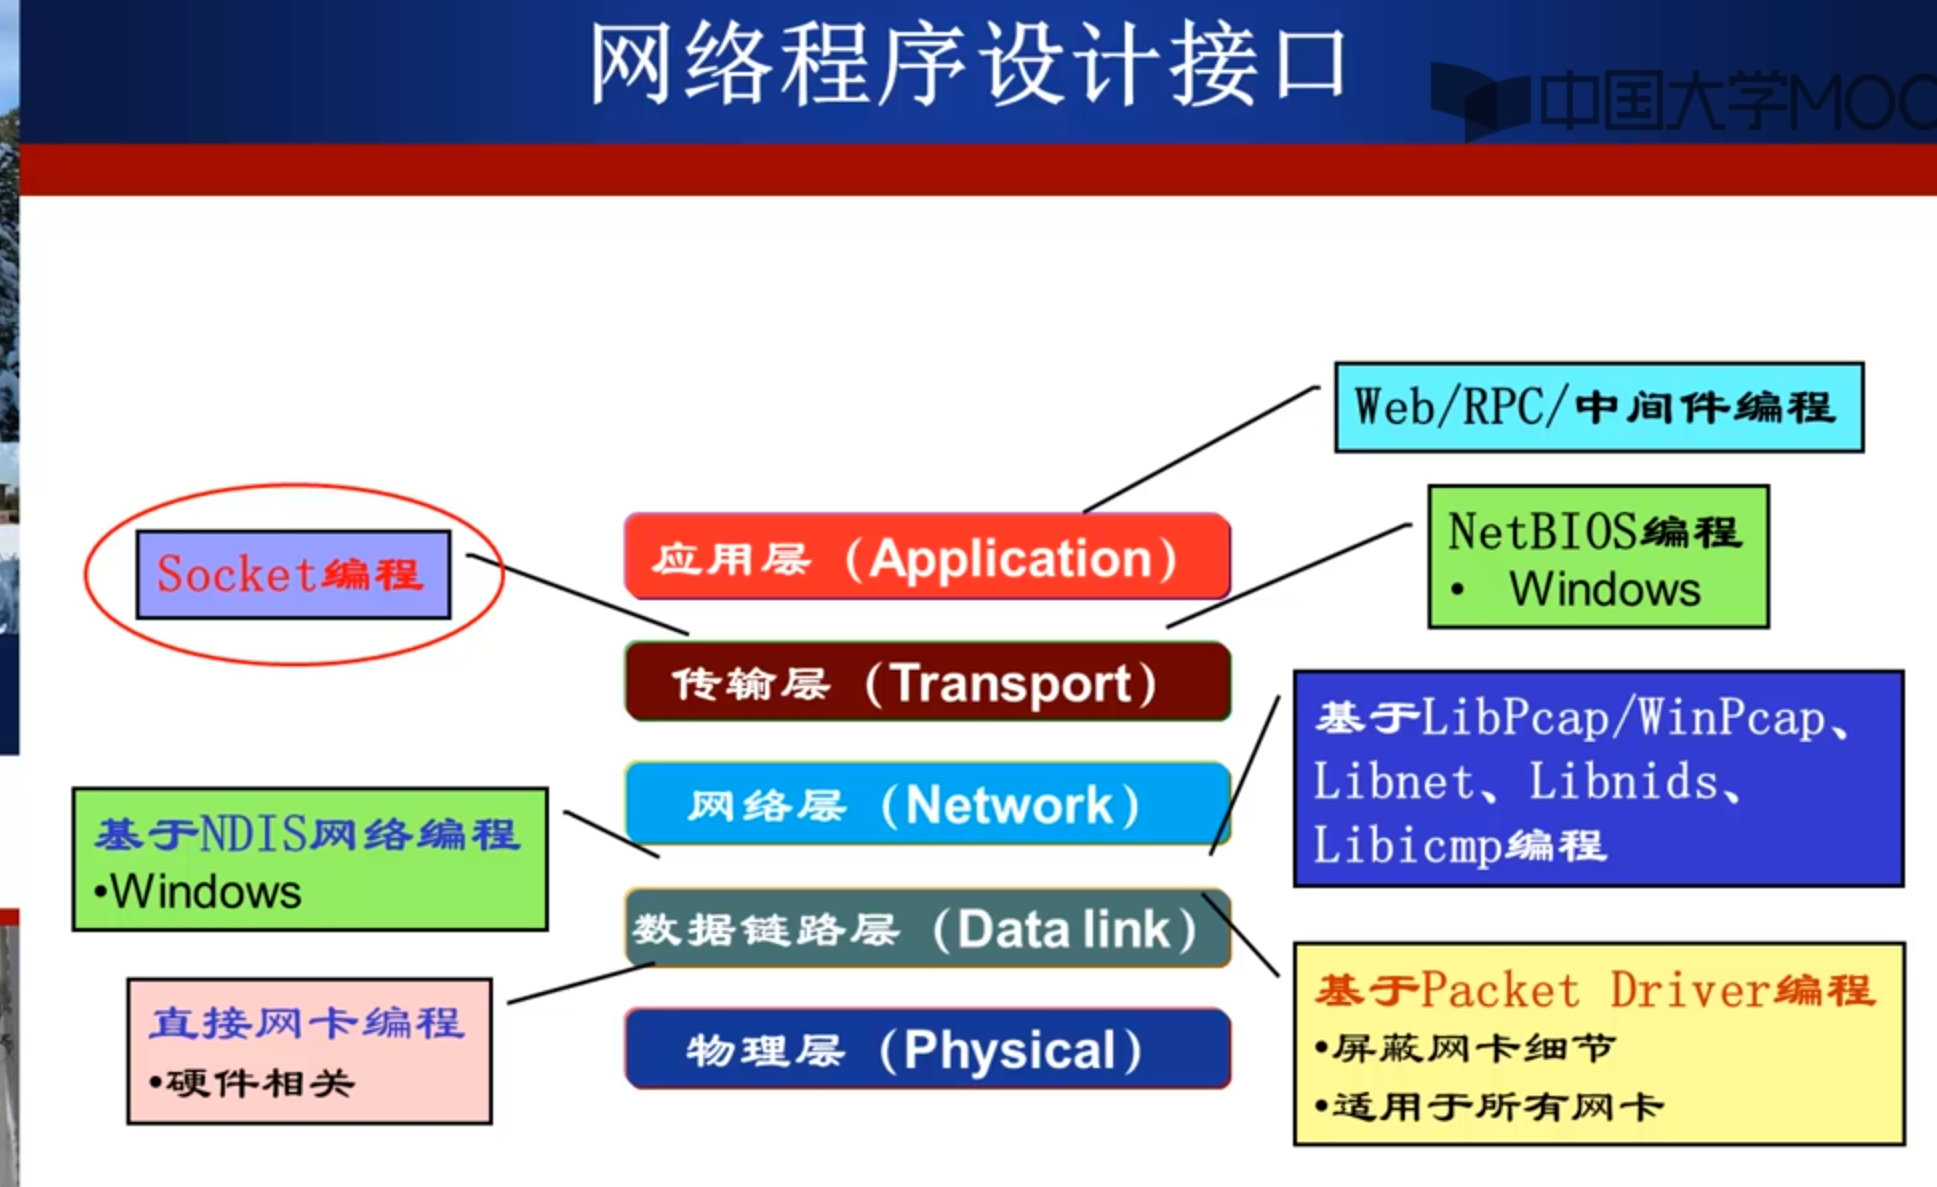 网络程序设计接口
中国大学MOO
Web/RPC/中间件编程
NetBIOS编程
• Windows
Socket编程
应用层（Application）
传输层（Transport）
网络层（Network）
数据链路层（Data link）
物理层（Physical）
基于LibPcap/WinPcap、
Libnet、Libnids、
Libicmp编程
基于NDIS网络编程
•Windows
直接网卡编程
•硬件相关
基于Packet Driver编程
•屏蔽网卡细节
•适用于所有网卡